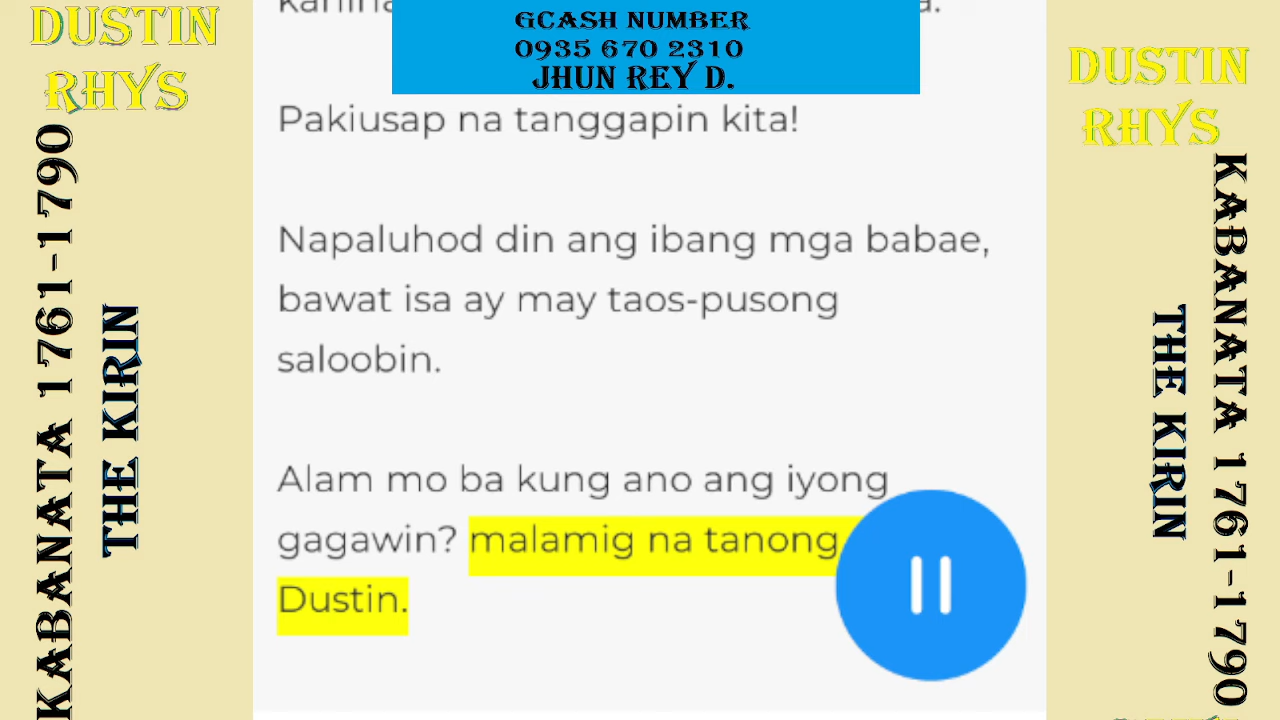 DUSTIN
RHYS
KABANATA 1761-1790
THE KIRIN
GCASH NUMBER
0935 670 2310
JHUN REY D.
Pakiusap na tanggapin kita!
Napaluhod din ang ibang mga babae,
bawat isa ay may taos-pusong
saloobin.
Alam mo ba kung ano ang iyong
gagawin? malamig na tanong
Dustin.
DUSTIN
RHYS
KABANATA 1761-1790
THE KIRIN